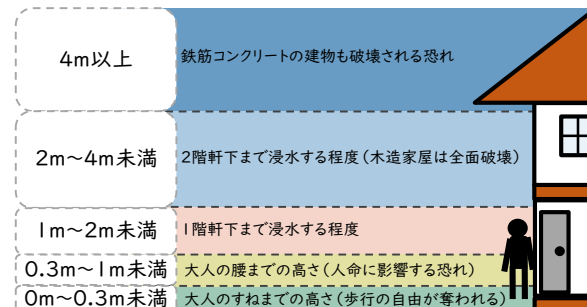 4m以上 鉄筋コンクリートの建物も破壊される恐れ
2m~4m未満 2階軒下まで浸水する程度(木造家屋は全面破壊)
1m~2m未満 1階軒下まで浸水する程度
0.3m~1m未満 大人の腰までの高さ(人命に影響する恐れ)
0m~0.3m未満 大人のすねまでの高さ(歩行の自由が奪われる)